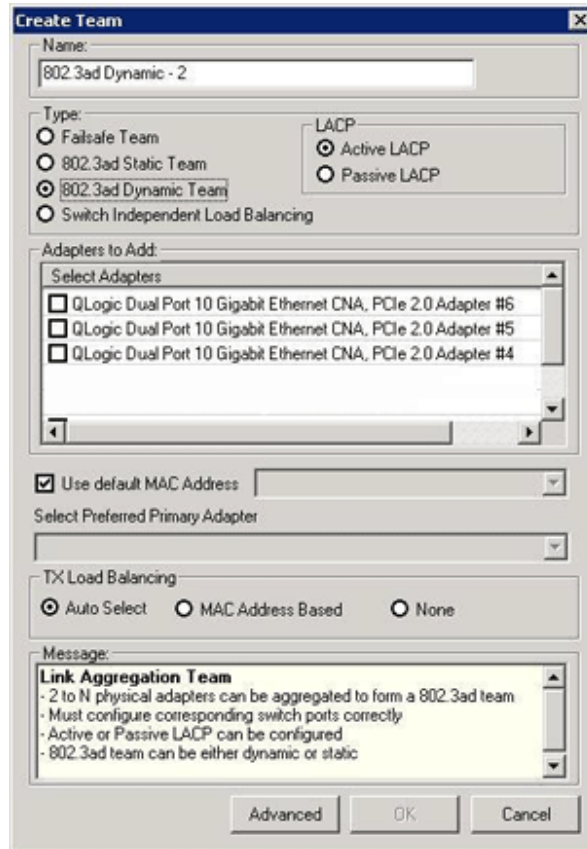 Create Team
Name:
802.3ad Dynamic - 2
Type:
Failsafe Team
802.3ad Static Team
802.3ad Dynamic Team
Switch Independent Load Balancing
LACP
Active LACP
Passive LACP
Adapters to Add:
Select Adapters
QLogic Dual Port 10 Gigabit Ethernet CNA, PCIe 2.0 Adapter #6
QLogic Dual Port 10 Gigabit Ethernet CNA, PCIe 2.0 Adapter #5
QLogic Dual Port 10 Gigabit Ethernet CNA, PCIe 2.0 Adapter #4
Use default MAC Address
Select Preferred Primary Adapter
TX Load Balancing
Auto Select MAC Address Based None
Message:
Link Aggregation Team
- 2 to N physical adapters can be aggregated to form a 802.3ad team
- Must configure corresponding switch ports correctly
- Active or Passive LACP can be configured
- 802.3ad team can be either dynamic or static
Advanced OK Cancel